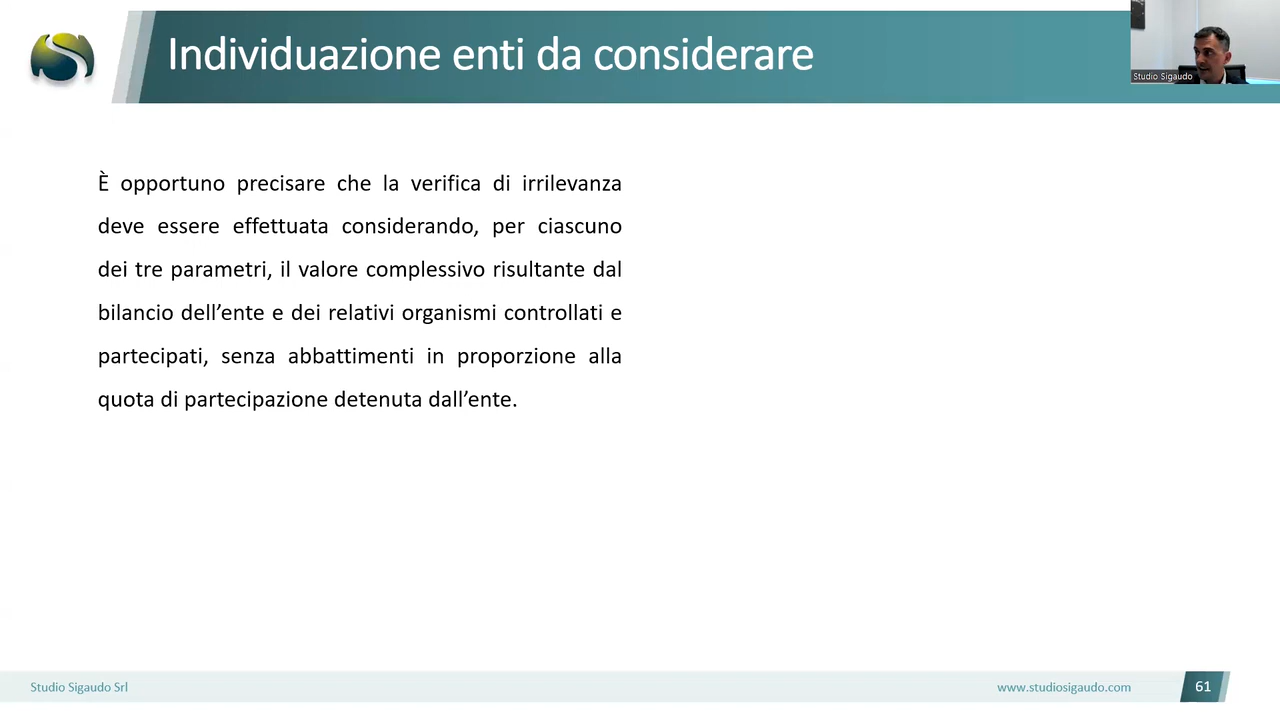 Individuazione enti da considerare
Studio Sigaudo
È opportuno precisare che la verifica di irrilevanza
deve essere effettuata considerando, per ciascuno
dei tre parametri, il valore complessivo risultante dal
bilancio dell’ente e dei relativi organismi controllati e
partecipati, senza abbattimenti in proporzione alla
quota di partecipazione detenuta dall’ente.
Studio Sigaudo Srl
www.studiosigaudo.com
61